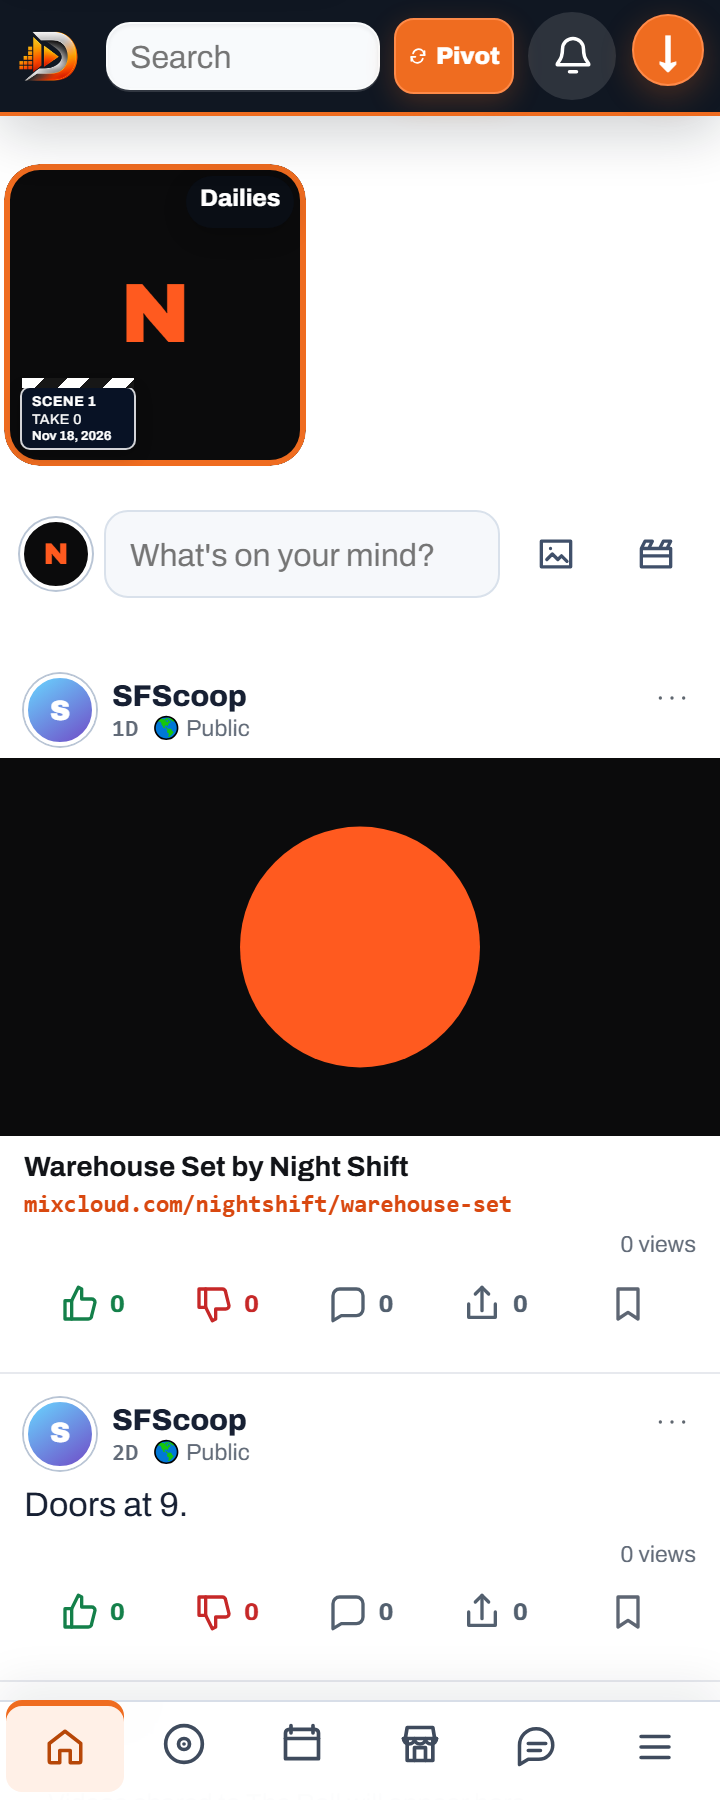 Search
Pivot
Dailies
N
SCENE 1
TAKE 0
Nov 18, 2026
N
What's on your mind?
S
SFScoop
1D Public
Warehouse Set by Night Shift
mixcloud.com/nightshift/warehouse-set
0 views
0 0 0 0
S
SFScoop
2D Public
Doors at 9.
0 views
0 0 0 0